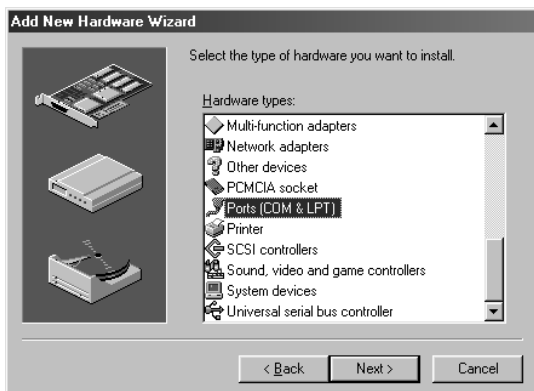 Add New Hardware Wizard
Select the type of hardware you want to install.
Hardware types:
Multi-function adapters
Network adapters
Other devices
PCMCIA socket
Ports (COM & LPT)
Printer
SCSI controllers
Sound, video and game controllers
System devices
Universal serial bus controller
< Back Next > Cancel